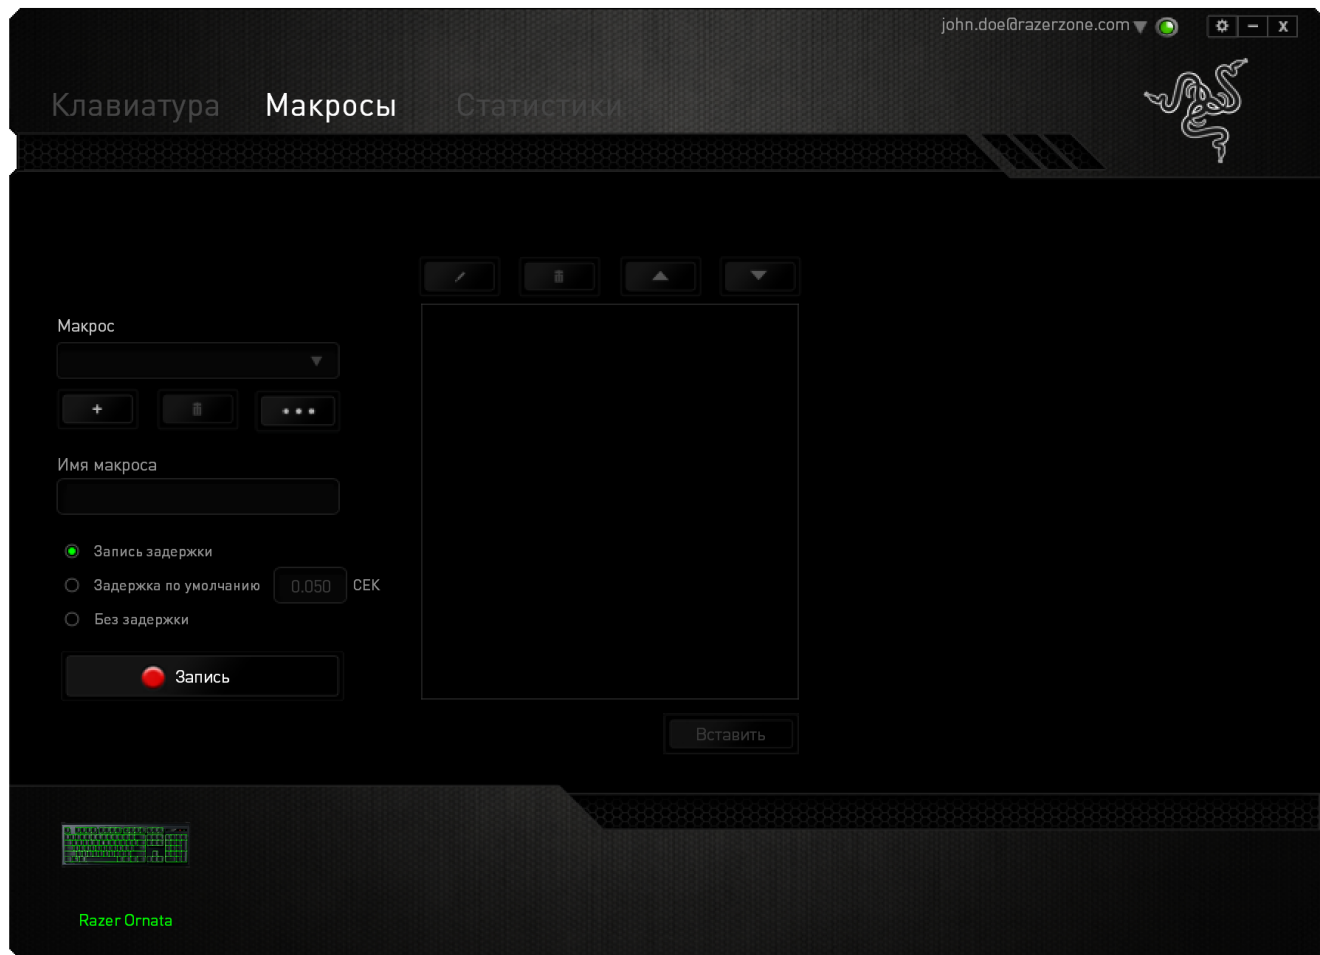 john.doe@razerzone.com
X
Клавиатура Макросы Статистики
Макрос
Имя макроса
Запись задержки
Задержка по умолчанию 0.050 СЕК
Без задержки
Запись
Вставить
Razer Ornata